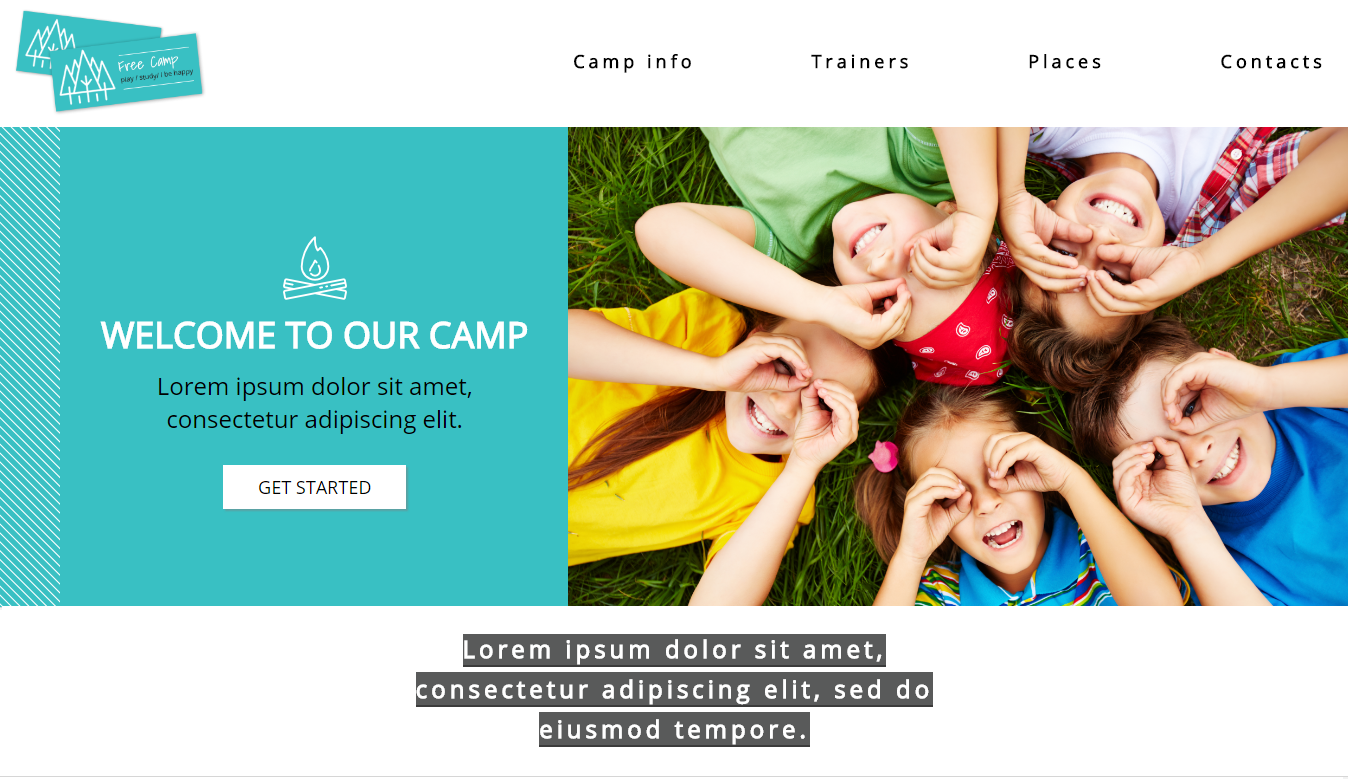 Free Camp
play / study/ / be happy
Camp info
Trainers
Places
Contacts
WELCOME TO OUR CAMP
Lorem ipsum dolor sit amet,
consectetur adipiscing elit.
GET STARTED
Lorem ipsum dolor sit amet,
consectetur adipiscing elit, sed do
eiusmod tempore.